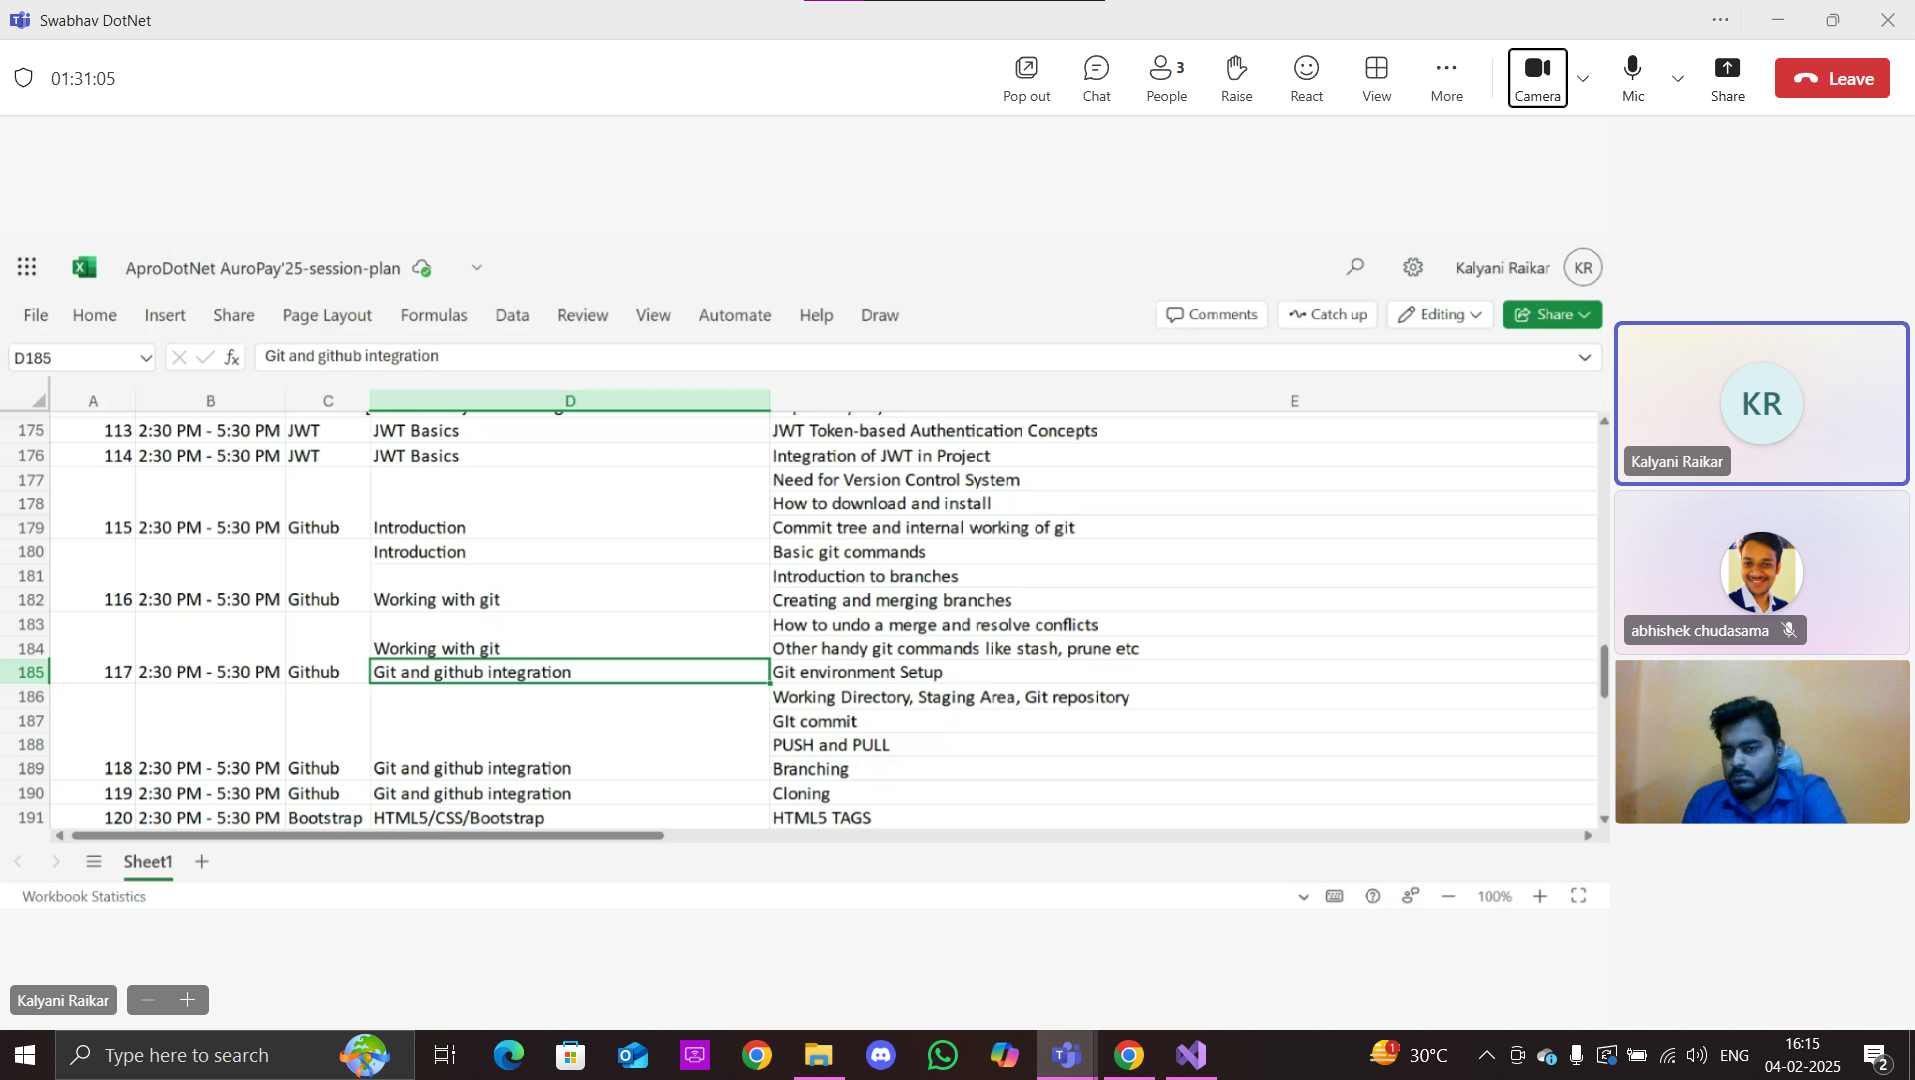 Swabhav DotNet
01:31:05
Pop out
Chat
3
People
Raise
React
View
More
Camera
Mic
Share
Leave
AproDotNet AuroPay'25-session-plan
Kalyani Raikar
KR
File Home Insert Share Page Layout Formulas Data Review View Automate Help Draw
Comments Catch up Editing Share
D185 fx Git and github integration
A B C D E
175 113 2:30 PM - 5:30 PM JWT JWT Basics JWT Token-based Authentication Concepts
176 114 2:30 PM - 5:30 PM JWT JWT Basics Integration of JWT in Project
177 Need for Version Control System
178 How to download and install
179 115 2:30 PM - 5:30 PM Github Introduction Commit tree and internal working of git
180 Introduction Basic git commands
181 Introduction to branches
182 116 2:30 PM - 5:30 PM Github Working with git Creating and merging branches
183 How to undo a merge and resolve conflicts
184 Working with git Other handy git commands like stash, prune etc
185 117 2:30 PM - 5:30 PM Github Git and github integration Git environment Setup
186 Working Directory, Staging Area, Git repository
187 GIt commit
188 PUSH and PULL
189 118 2:30 PM - 5:30 PM Github Git and github integration Branching
190 119 2:30 PM - 5:30 PM Github Git and github integration Cloning
191 120 2:30 PM - 5:30 PM Bootstrap HTML5/CSS/Bootstrap HTML5 TAGS
Sheet1
Workbook Statistics
100%
KR
Kalyani Raikar
abhishek chudasama
Kalyani Raikar
Type here to search
1
30°C
ENG
16:15
04-02-2025
2